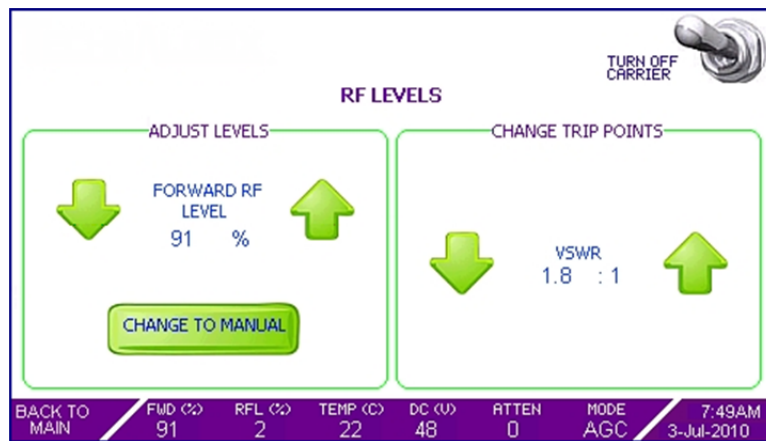 TURN OFF
CARRIER
RF LEVELS
ADJUST LEVELS
FORWARD RF
LEVEL
91 %
CHANGE TO MANUAL
CHANGE TRIP POINTS
VSWR
1.8 : 1
BACK TO
MAIN
FWD (%)
91
RFL (%)
2
TEMP (C)
22
DC (V)
48
ATTEN
0
MODE
AGC
7:49AM
3-Jul-2010